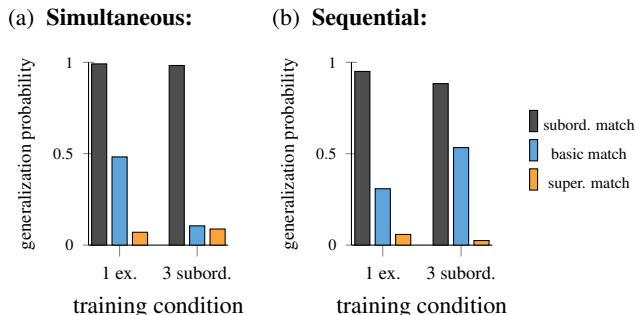 (a) Simultaneous:
generalization probability
1
0.5
0
1 ex. 3 subord.
training condition
(b) Sequential:
generalization probability
1
0.5
0
1 ex. 3 subord.
training condition
subord. match
basic match
super. match